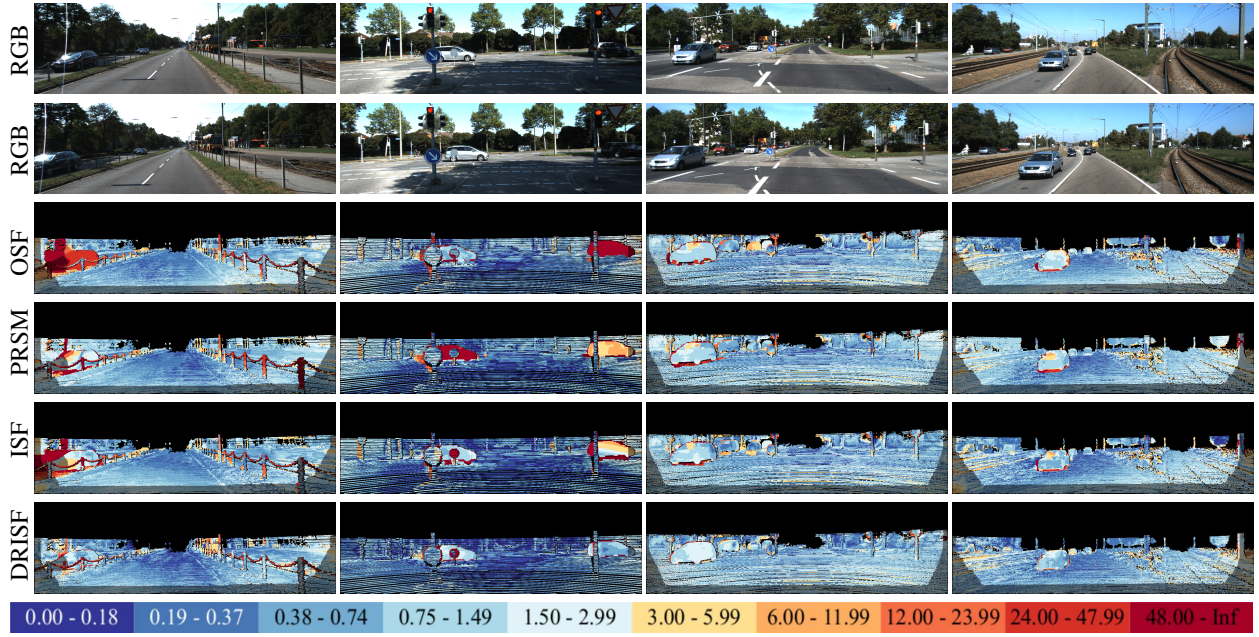 RGB
RGB
OSF
PRSM
ISF
DRISF
0.00 - 0.18 0.19 - 0.37 0.38 - 0.74 0.75 - 1.49 1.50 - 2.99 3.00 - 5.99 6.00 - 11.99 12.00 - 23.99 24.00 - 47.99 48.00 - Inf